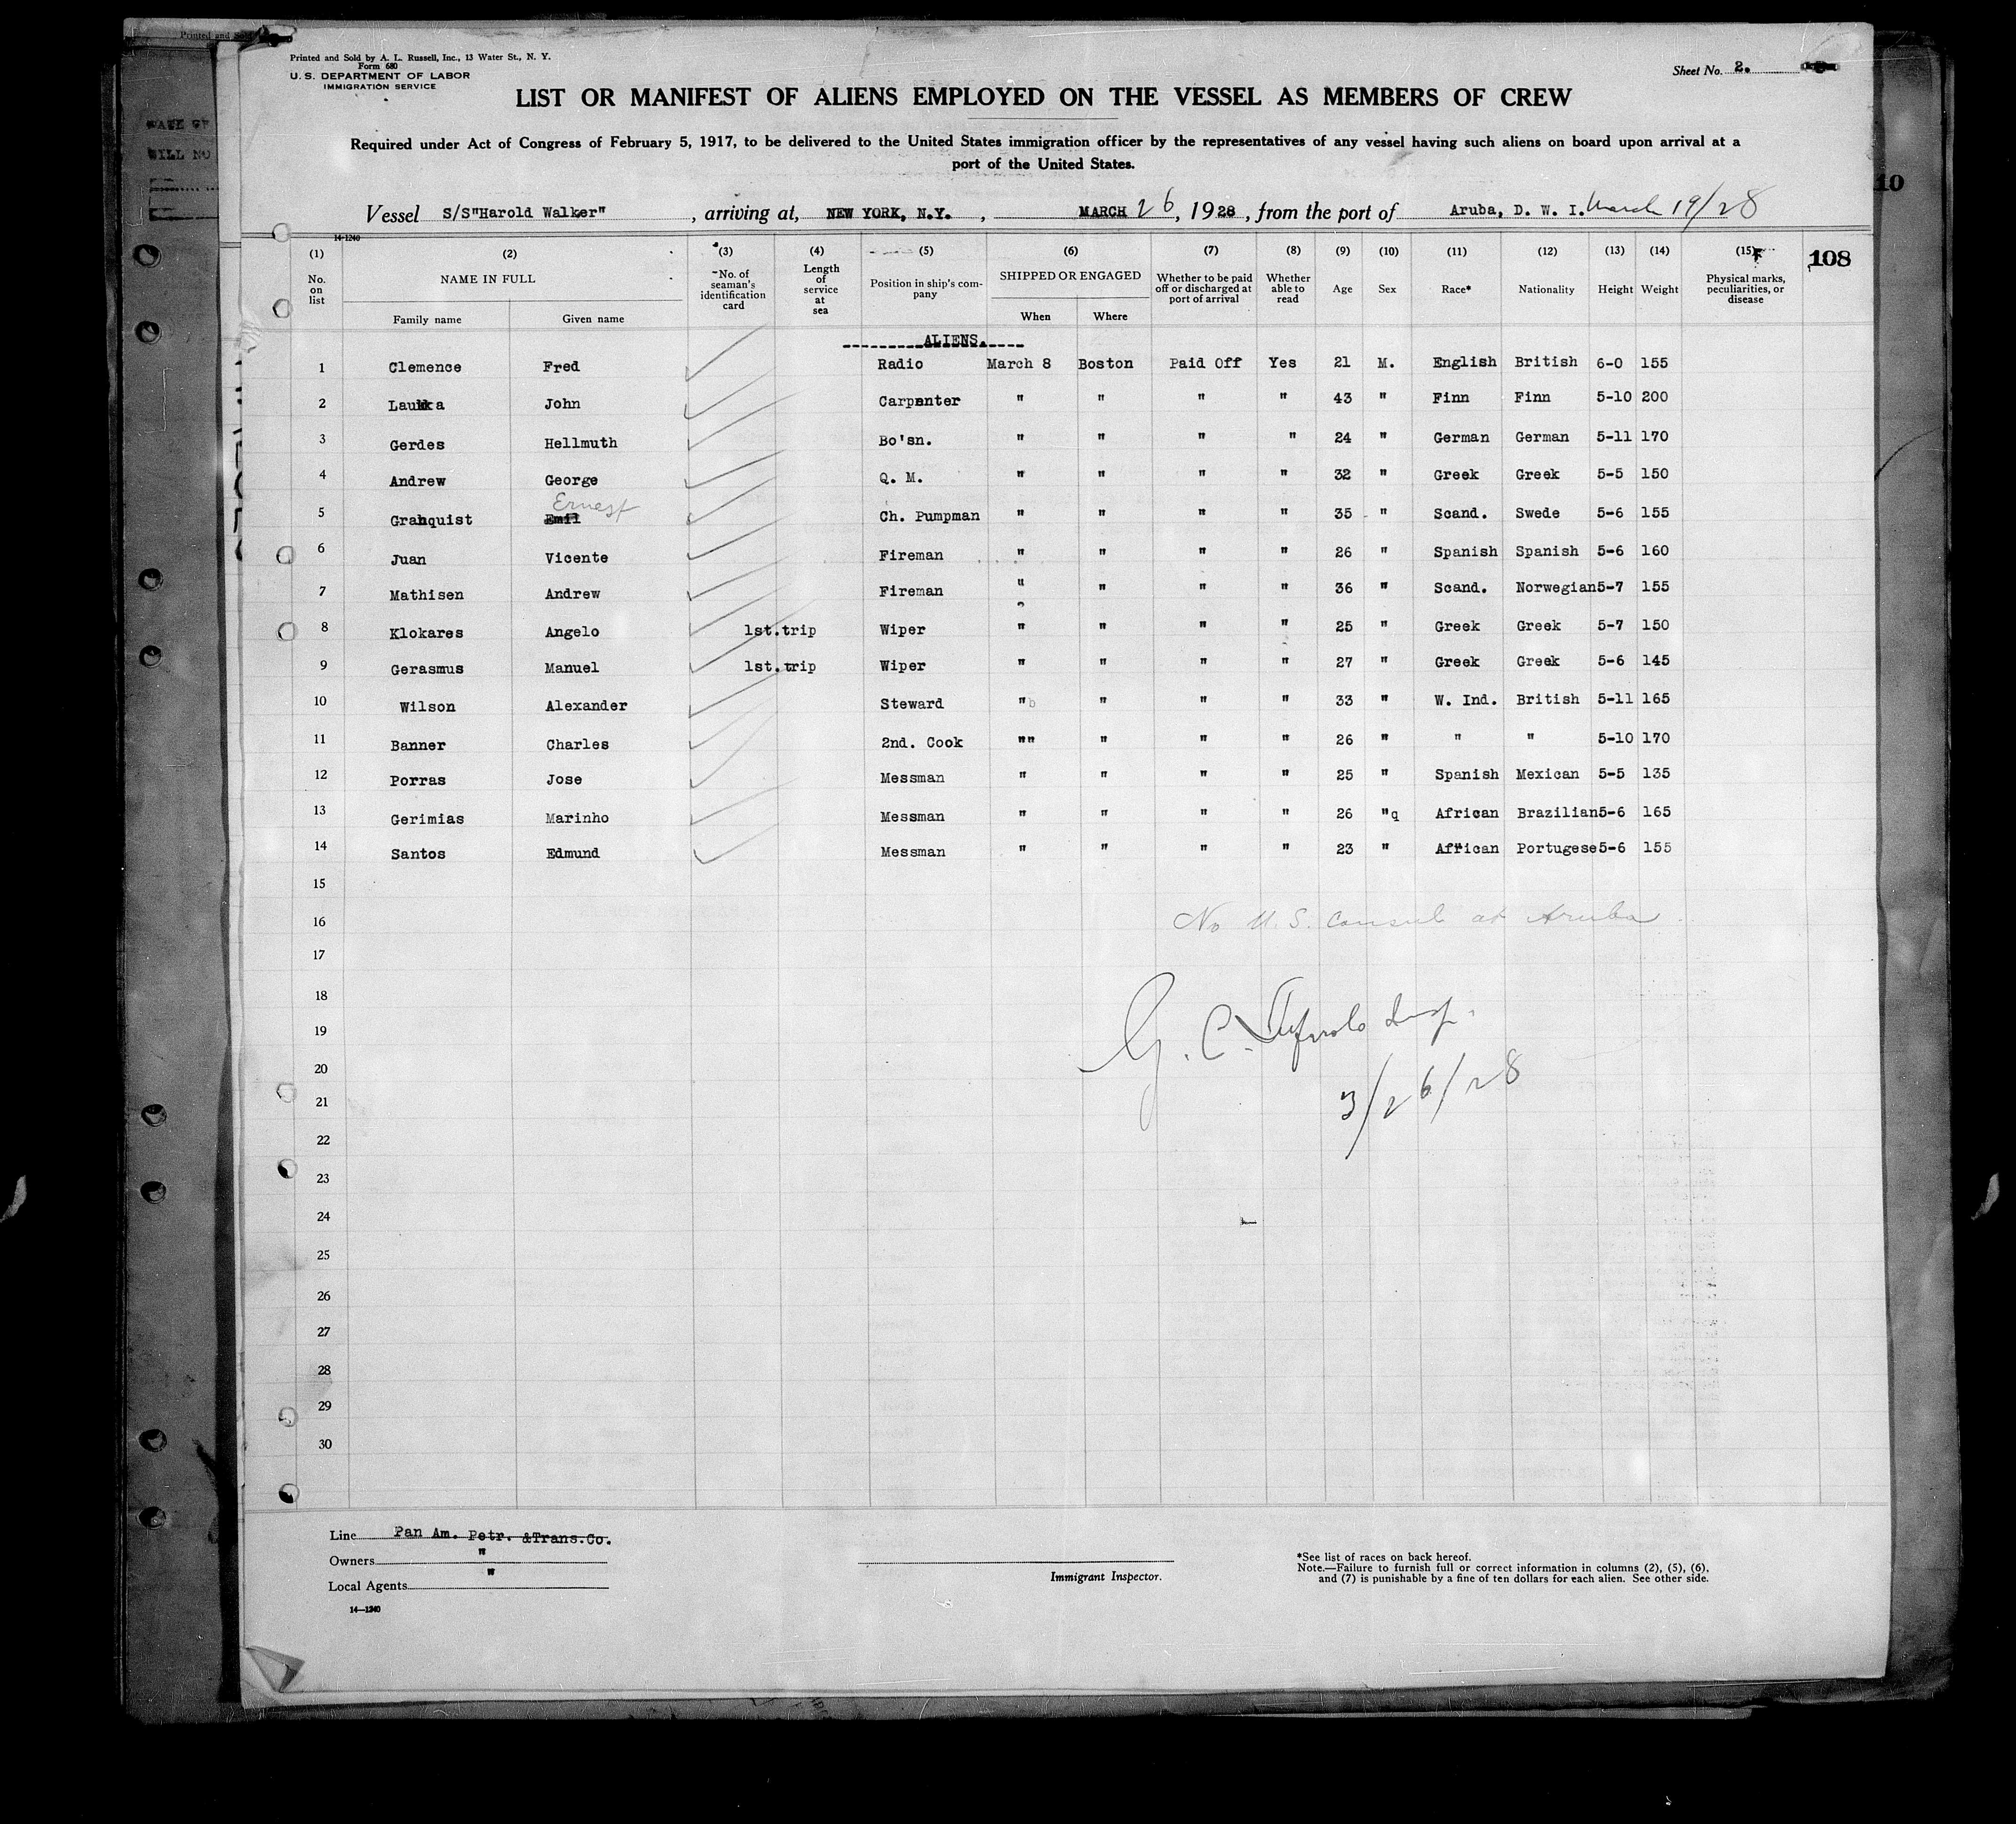 Printed and Sold
Printed and Sold by A. L. Russell, Inc., 13 Water St., N. Y.
Form 680
U. S. DEPARTMENT OF LABOR
IMMIGRATION SERVICE
Sheet No. 2.
LIST OR MANIFEST OF ALIENS EMPLOYED ON THE VESSEL AS MEMBERS OF CREW
Required under Act of Congress of February 5, 1917, to be delivered to the United States immigration officer by the representatives of any vessel having such aliens on board upon arrival at a
port of the United States.
10
Vessel S/S"Harold Walker" , arriving at, NEW YORK, N.Y. , MARCH 26, 1928, from the port of Aruba, D. W. I. March 19/28
14-1240
(1) (2) (3) (4) (5) (6) (7) (8) (9) (10) (11) (12) (13) (14) (15) 108
No. on list NAME IN FULL No. of seaman's identification card Length of service at sea Position in ship's company SHIPPED OR ENGAGED Whether to be paid off or discharged at port of arrival Whether able to read Age Sex Race* Nationality Height Weight Physical marks, peculiarities, or disease
Family name Given name When Where
ALIENS.
1 Clemence Fred Radio March 8 Boston Paid Off Yes 21 M. English British 6-0 155
2 Laukka John Carpenter " " " " 43 " Finn Finn 5-10 200
3 Gerdes Hellmuth Bo'sn. " " " " 24 " German German 5-11 170
4 Andrew George Q. M. " " " " 32 " Greek Greek 5-5 150
Ernest
5 Granquist Emil Ch. Pumpman " " " " 35 " Scand. Swede 5-6 155
6 Juan Vicente Fireman " " " " 26 " Spanish Spanish 5-6 160
7 Mathisen Andrew Fireman " " " " 36 " Scand. Norwegian 5-7 155
8 Klokares Angelo 1st.trip Wiper " " " " 25 " Greek Greek 5-7 150
9 Gerasmus Manuel 1st.trip Wiper " " " " 27 " Greek Greek 5-6 145
10 Wilson Alexander Steward "b " " " 33 " W. Ind. British 5-11 165
11 Banner Charles 2nd. Cook "" " " " 26 " " " 5-10 170
12 Porras Jose Messman " " " " 25 " Spanish Mexican 5-5 135
13 Gerimias Marinho Messman " " " " 26 "q African Brazilian 5-6 165
14 Santos Edmund Messman " " " " 23 " African Portugese 5-6 155
15
16 No U. S. Consul at Aruba.
17
18
19 G. C. Insp.
20
21 3/26/28
22
23
24
25
26
27
28
29
30
Line Pan Am. Petr. &Trans.Co.
Owners "
Local Agents "
14—1240
Immigrant Inspector.
*See list of races on back hereof.
Note.—Failure to furnish full or correct information in columns (2), (5), (6),
and (7) is punishable by a fine of ten dollars for each alien. See other side.